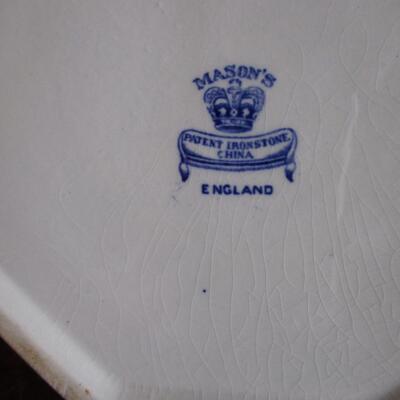 MASON'S
PATENT IRONSTONE
CHINA
ENGLAND